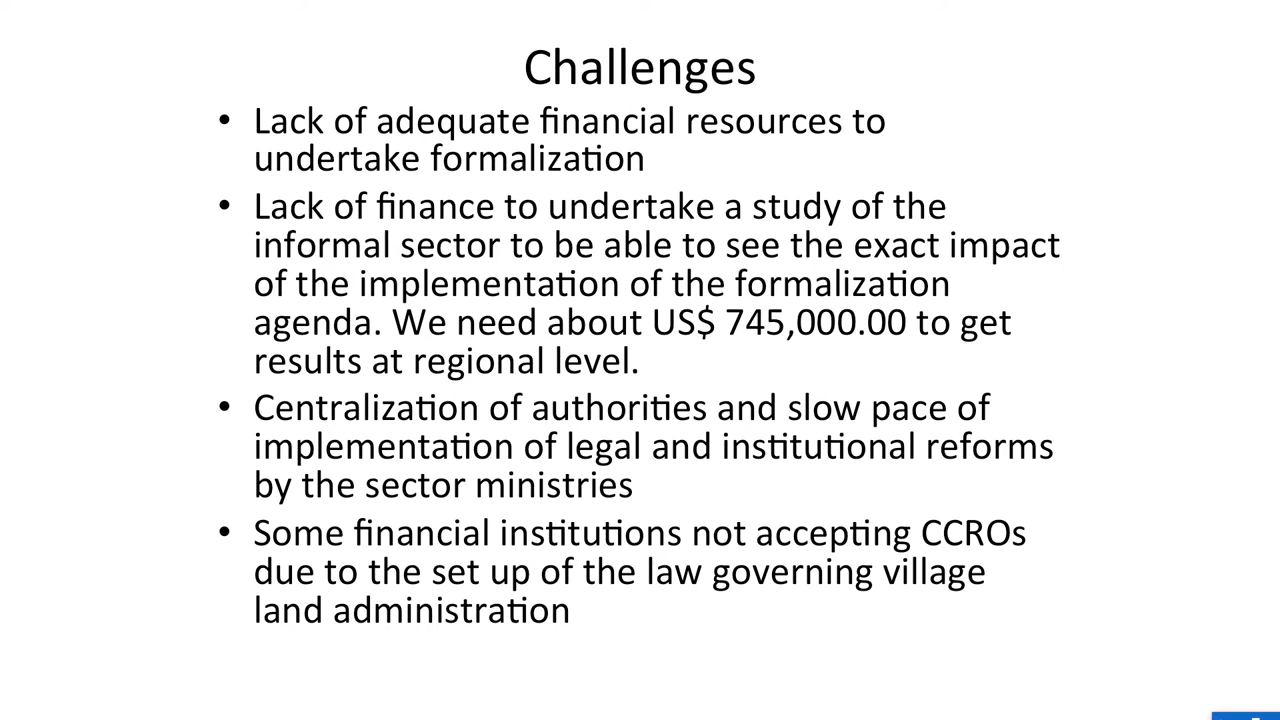 Challenges
• Lack of adequate financial resources to
undertake formalization
• Lack of finance to undertake a study of the
informal sector to be able to see the exact impact
of the implementation of the formalization
agenda. We need about US$ 745,000.00 to get
results at regional level.
• Centralization of authorities and slow pace of
implementation of legal and institutional reforms
by the sector ministries
• Some financial institutions not accepting CCROs
due to the set up of the law governing village
land administration